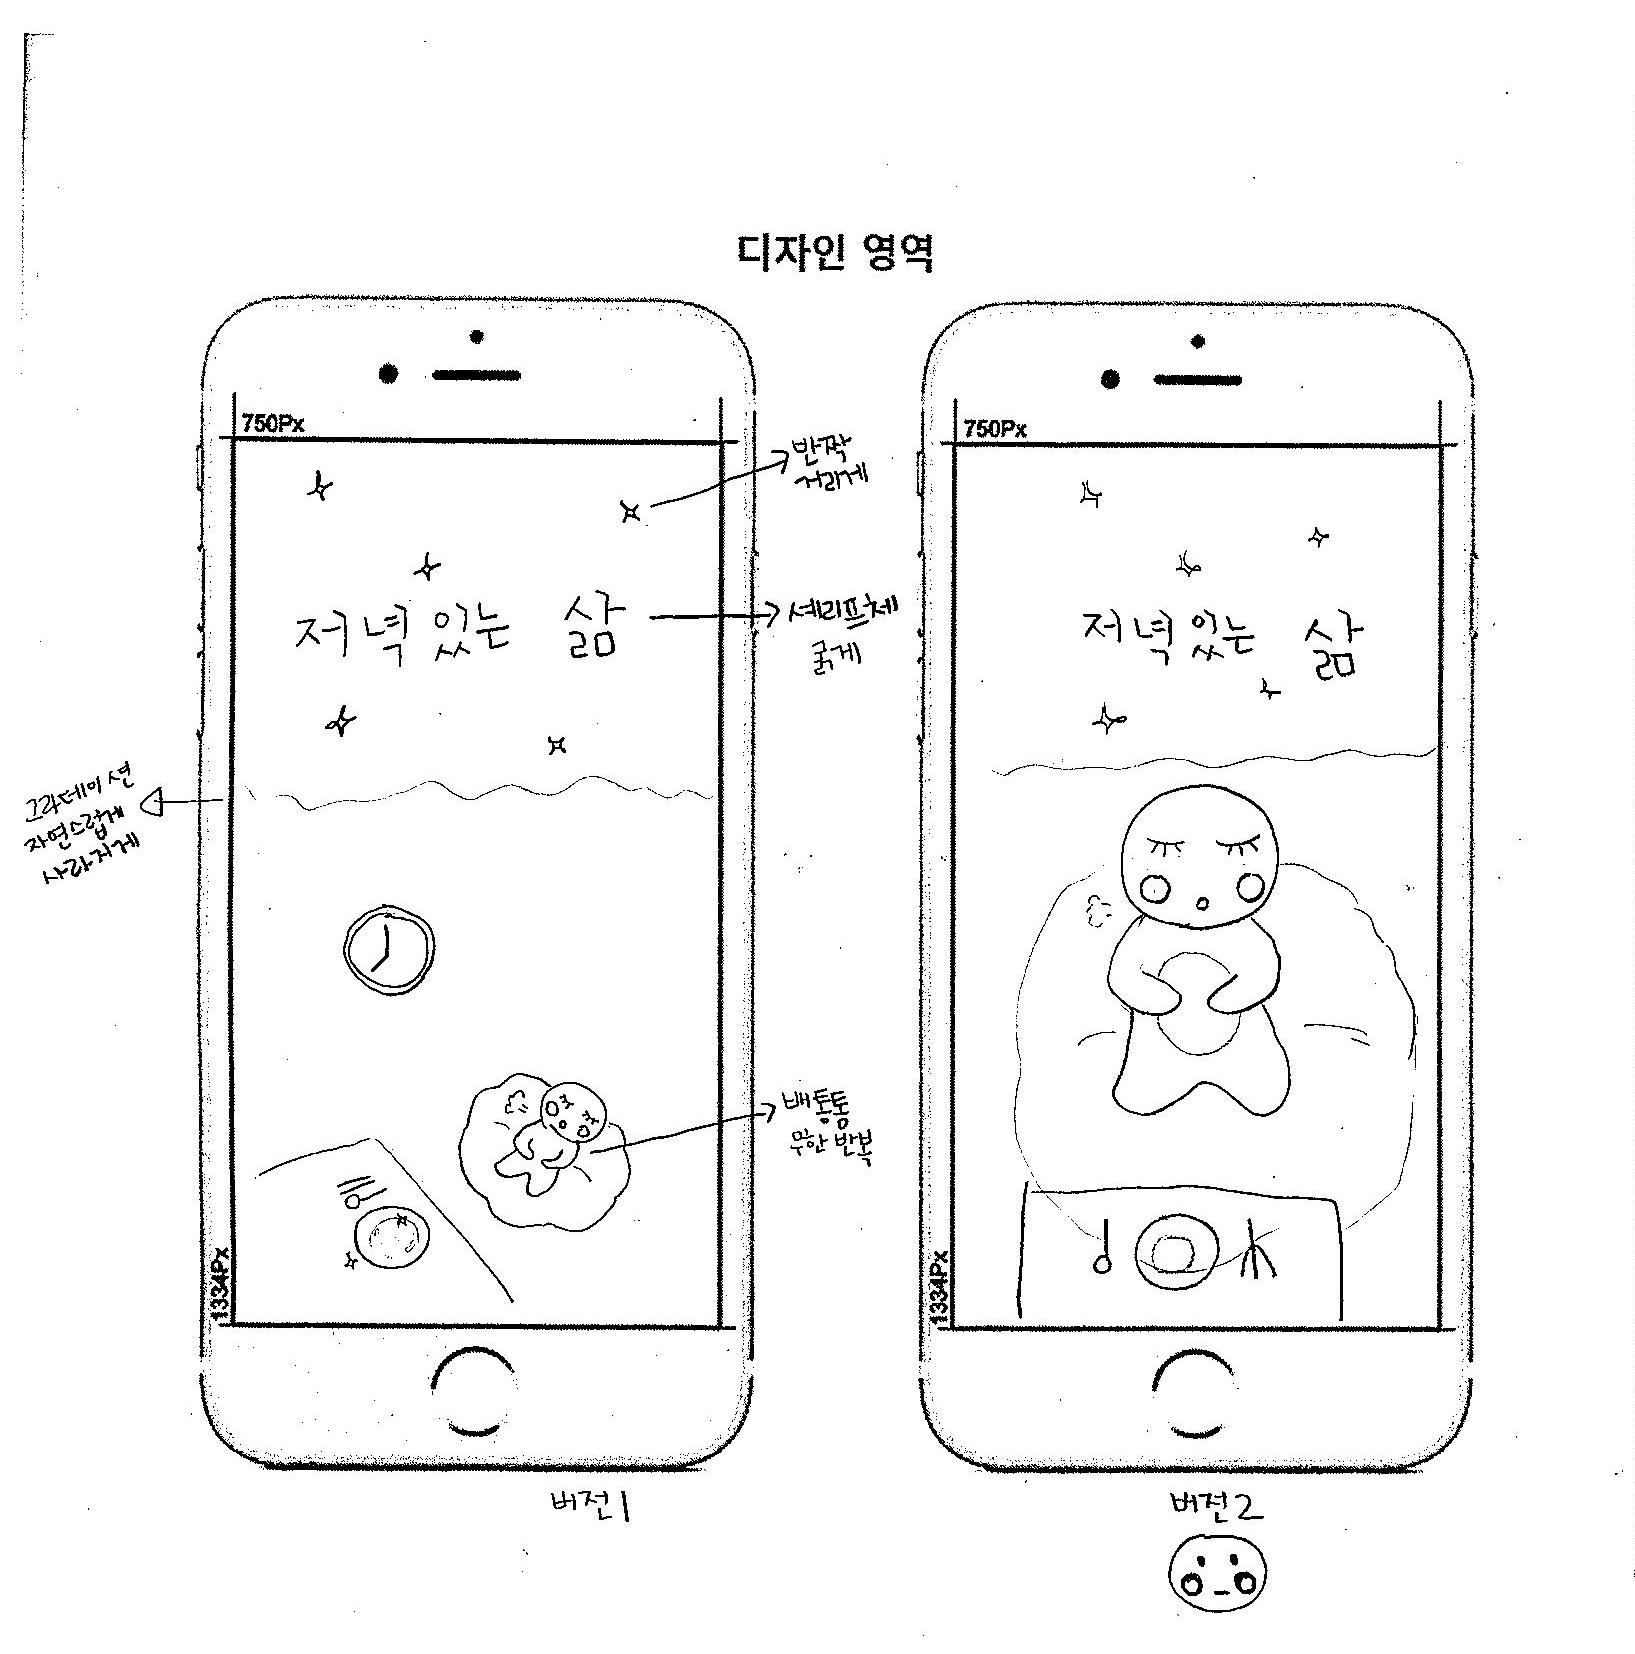 디자인 영역
750Px
반짝
거리게
저녁 있는 삶
셰리프체
굵게
그라데이션
자연스럽게
사라지게
배통통
무한 반복
1334Px
버전1
750Px
저녁 있는 삶
1334Px
버전2